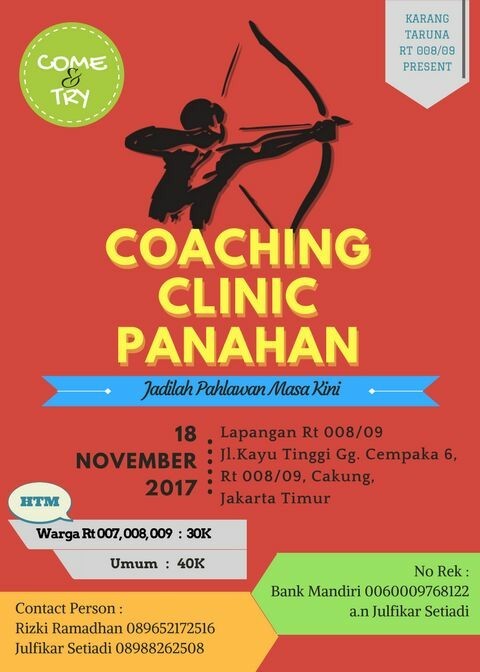 COME
&
TRY
KARANG
TARUNA
RT 008/09
PRESENT
COACHING
CLINIC
PANAHAN
Jadilah Pahlawan Masa Kini
18
NOVEMBER
2017
Lapangan Rt 008/09
Jl.Kayu Tinggi Gg. Cempaka 6,
Rt 008/09, Cakung,
Jakarta Timur
HTM
Warga Rt 007, 008, 009 : 30K
Umum : 40K
No Rek :
Bank Mandiri 0060009768122
a.n Julfikar Setiadi
Contact Person :
Rizki Ramadhan 089652172516
Julfikar Setiadi 08988262508